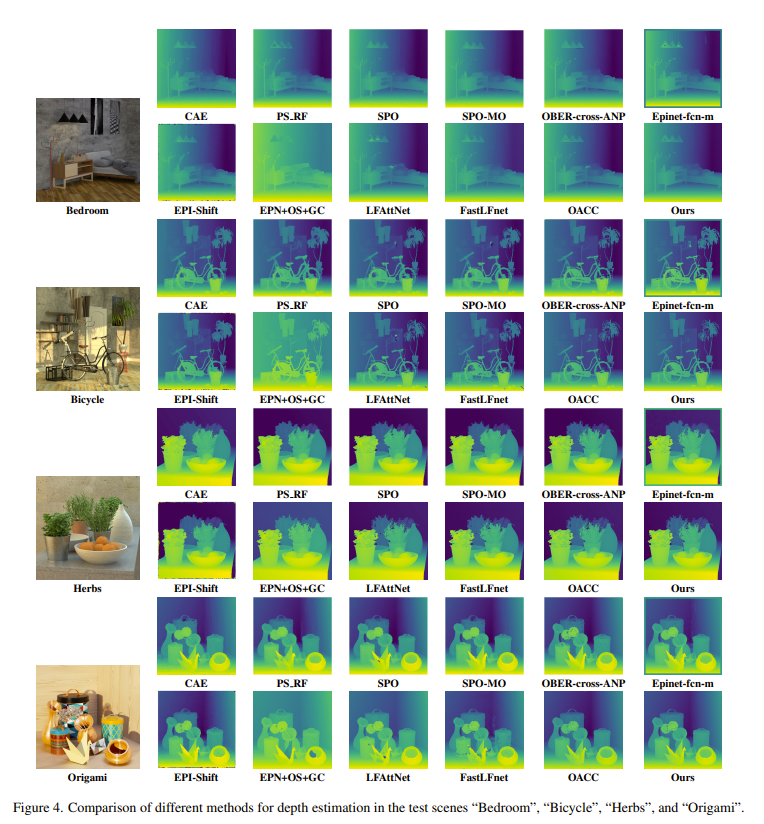 CAE PS_RF SPO SPO-MO OBER-cross-ANP Epinet-fcn-m
Bedroom EPI-Shift EPN+OS+GC LFAttNet FastLFnet OACC Ours
CAE PS_RF SPO SPO-MO OBER-cross-ANP Epinet-fcn-m
Bicycle EPI-Shift EPN+OS+GC LFAttNet FastLFnet OACC Ours
CAE PS_RF SPO SPO-MO OBER-cross-ANP Epinet-fcn-m
Herbs EPI-Shift EPN+OS+GC LFAttNet FastLFnet OACC Ours
CAE PS_RF SPO SPO-MO OBER-cross-ANP Epinet-fcn-m
Origami EPI-Shift EPN+OS+GC LFAttNet FastLFnet OACC Ours
Figure 4. Comparison of different methods for depth estimation in the test scenes “Bedroom”, “Bicycle”, “Herbs”, and “Origami”.